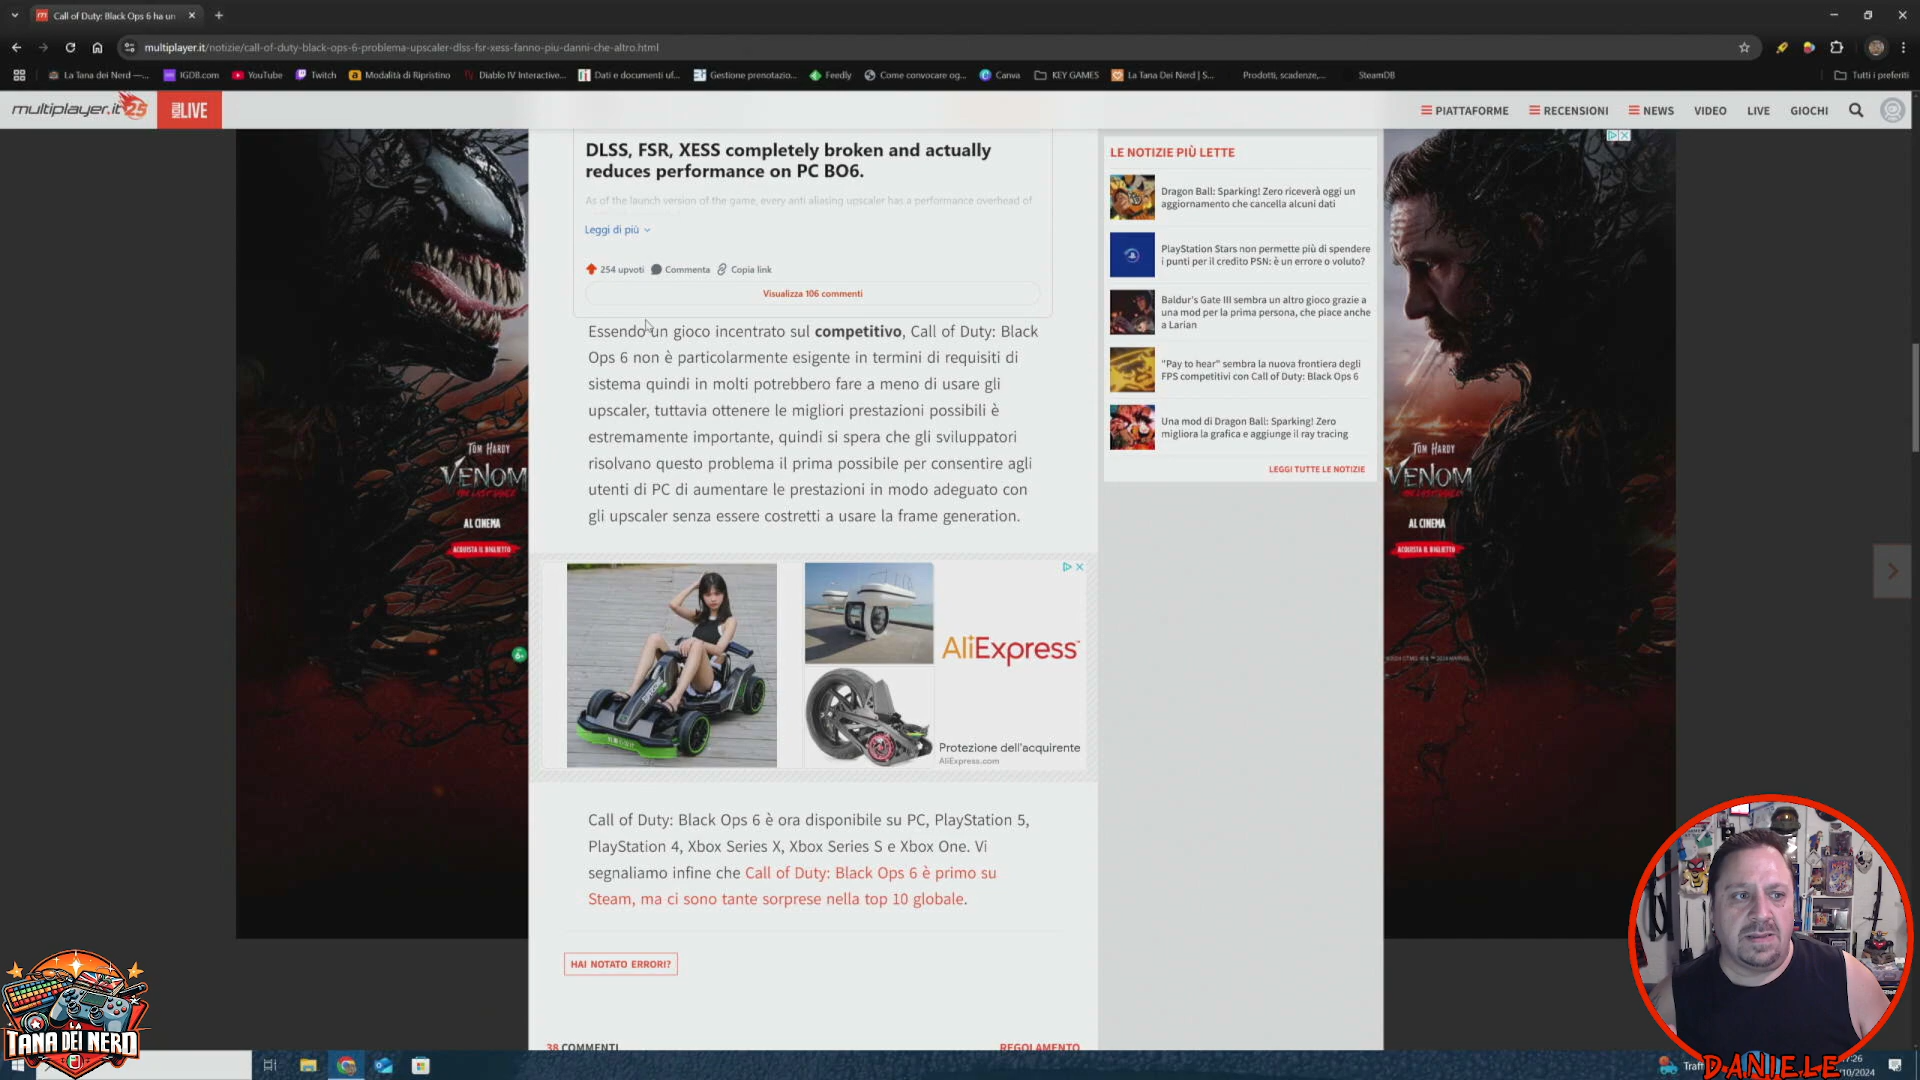 Call of Duty: Black Ops 6 ha un
multiplayer.it/notizie/call-of-duty-black-ops-6-problema-upscaler-dlss-fsr-xess-fanno-piu-danni-che-altro.html
La Tana dei Nerd —...
IGDB.com
YouTube
Twitch
Modalità di Ripristino
Diablo IV Interactive...
Dati e documenti uf...
Gestione prenotazio...
Feedly
Come convocare og...
Canva
KEY GAMES
La Tana Dei Nerd | S...
Prodotti, scadenze,...
SteamDB
Tutti i preferiti
multiplayer.it 25
LIVE
PIATTAFORME
RECENSIONI
NEWS
VIDEO
LIVE
GIOCHI
DLSS, FSR, XESS completely broken and actually
reduces performance on PC BO6.
As of the launch version of the game, every anti aliasing upscaler has a performance overhead of
Leggi di più
254 upvoti
Commenta
Copia link
Visualizza 106 commenti
Essendo un gioco incentrato sul competitivo, Call of Duty: Black
Ops 6 non è particolarmente esigente in termini di requisiti di
sistema quindi in molti potrebbero fare a meno di usare gli
upscaler, tuttavia ottenere le migliori prestazioni possibili è
estremamente importante, quindi si spera che gli sviluppatori
risolvano questo problema il prima possibile per consentire agli
utenti di PC di aumentare le prestazioni in modo adeguato con
gli upscaler senza essere costretti a usare la frame generation.
AliExpress
Protezione dell'acquirente
AliExpress.com
Call of Duty: Black Ops 6 è ora disponibile su PC, PlayStation 5,
PlayStation 4, Xbox Series X, Xbox Series S e Xbox One. Vi
segnaliamo infine che Call of Duty: Black Ops 6 è primo su
Steam, ma ci sono tante sorprese nella top 10 globale.
HAI NOTATO ERRORI?
38 COMMENTI
REGOLAMENTO
LE NOTIZIE PIÙ LETTE
Dragon Ball: Sparking! Zero riceverà oggi un
aggiornamento che cancella alcuni dati
PlayStation Stars non permette più di spendere
i punti per il credito PSN: è un errore o voluto?
Baldur's Gate III sembra un altro gioco grazie a
una mod per la prima persona, che piace anche
a Larian
"Pay to hear" sembra la nuova frontiera degli
FPS competitivi con Call of Duty: Black Ops 6
Una mod di Dragon Ball: Sparking! Zero
migliora la grafica e aggiunge il ray tracing
LEGGI TUTTE LE NOTIZIE
TOM HARDY
VENOM
THE LAST DANCE
AL CINEMA
ACQUISTA IL BIGLIETTO
TOM HARDY
VENOM
THE LAST DANCE
AL CINEMA
ACQUISTA IL BIGLIETTO
LA
TANA DEI NERD
Traff
17:26
/10/2024
DANIELE